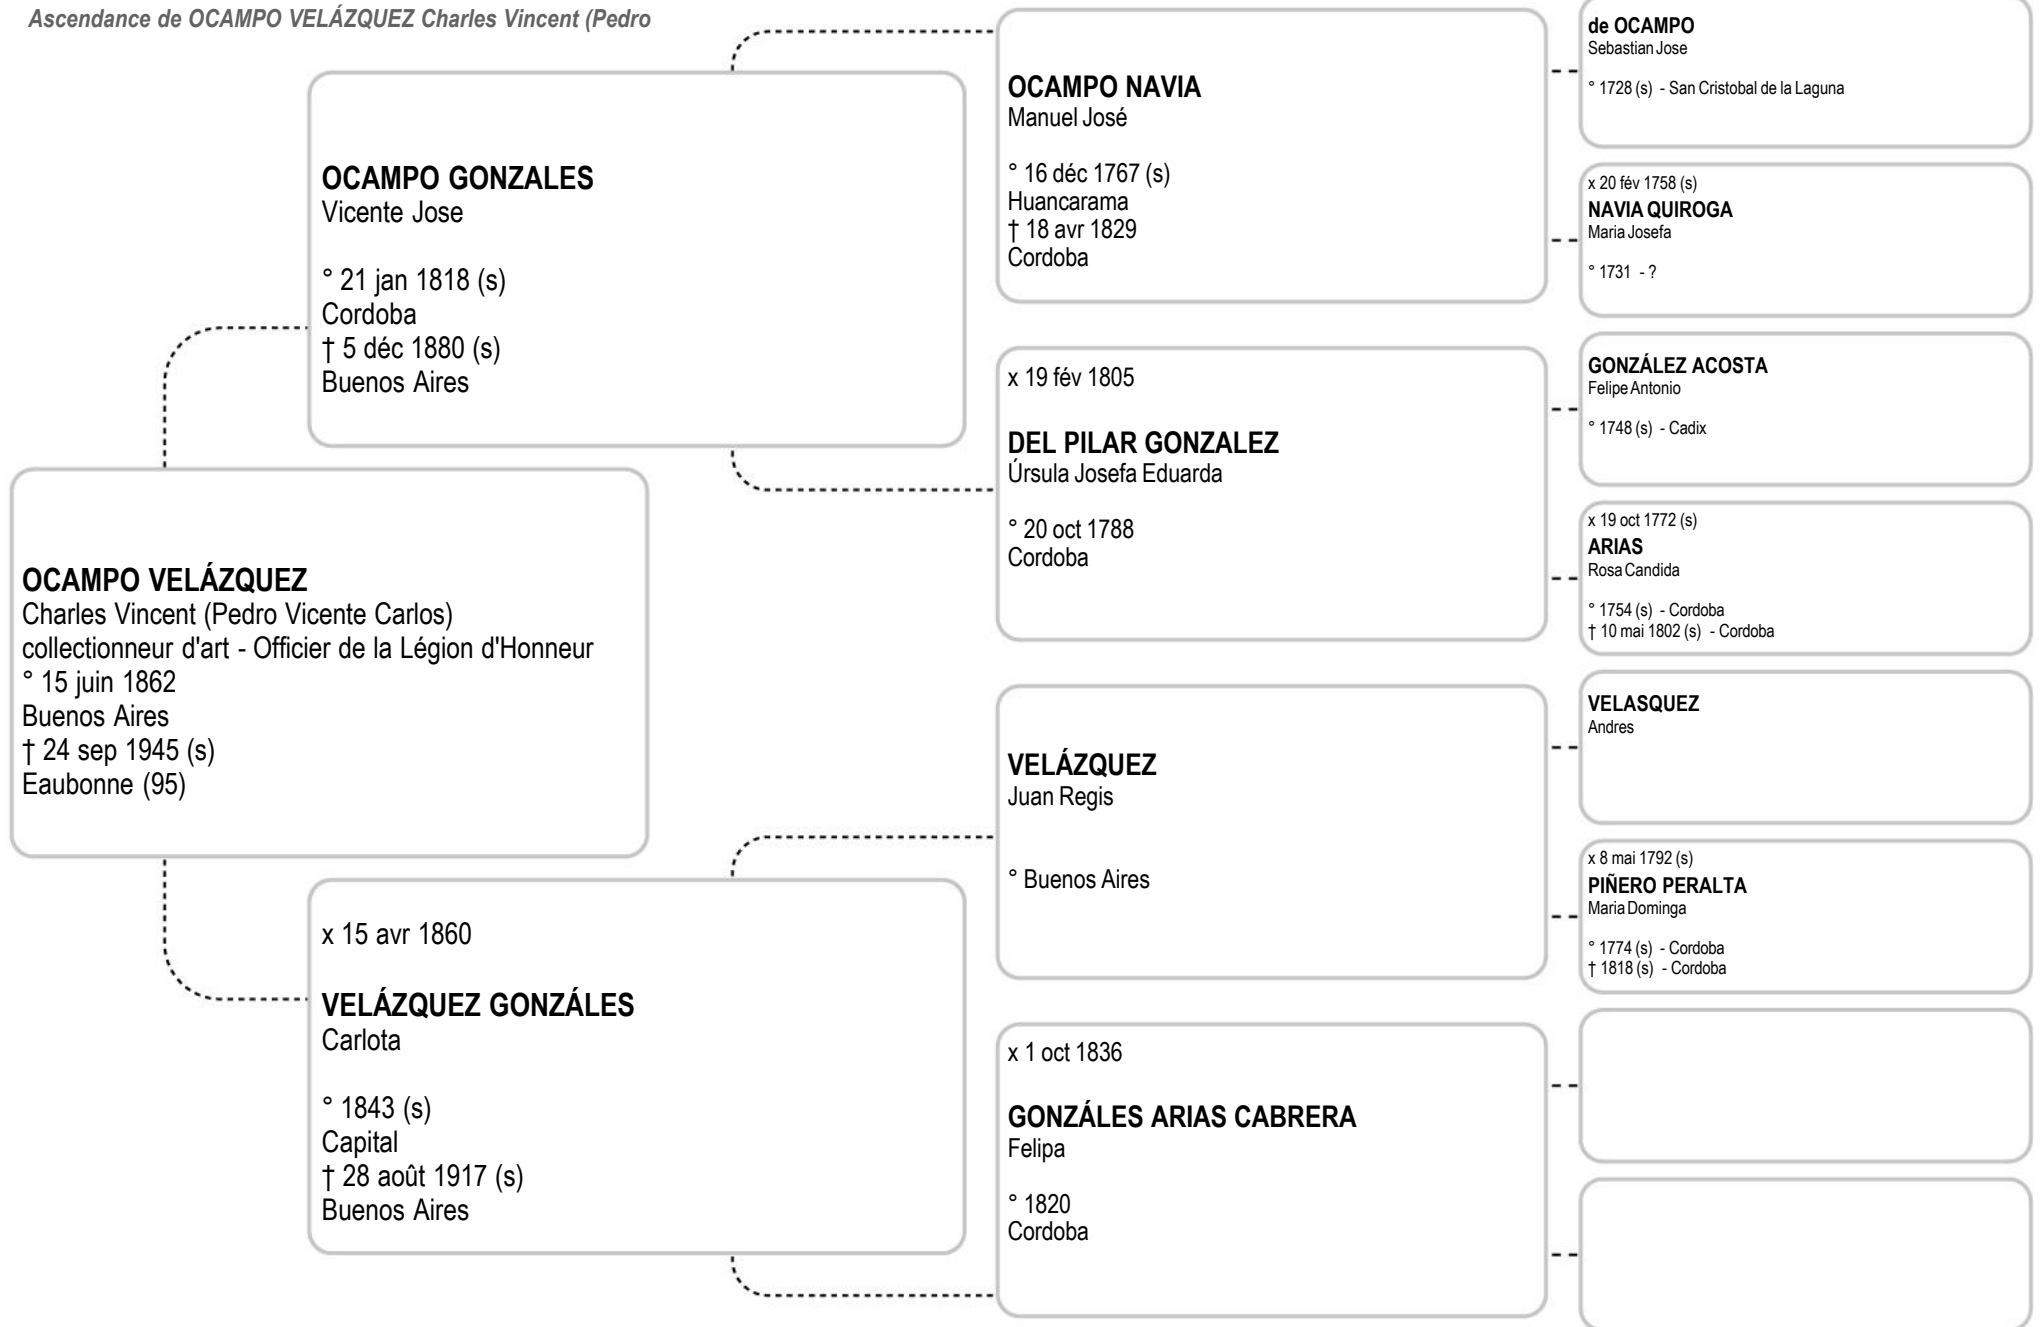 Ascendance de OCAMPO VELÁZQUEZ Charles Vincent (Pedro
OCAMPO VELÁZQUEZ
Charles Vincent (Pedro Vicente Carlos)
collectionneur d'art - Officier de la Légion d'Honneur
° 15 juin 1862
Buenos Aires
† 24 sep 1945 (s)
Eaubonne (95)
OCAMPO GONZALES
Vicente Jose
° 21 jan 1818 (s)
Cordoba
† 5 déc 1880 (s)
Buenos Aires
x 15 avr 1860
VELÁZQUEZ GONZÁLES
Carlota
° 1843 (s)
Capital
† 28 août 1917 (s)
Buenos Aires
OCAMPO NAVIA
Manuel José
° 16 déc 1767 (s)
Huancarama
† 18 avr 1829
Cordoba
x 19 fév 1805
DEL PILAR GONZALEZ
Úrsula Josefa Eduarda
° 20 oct 1788
Cordoba
VELÁZQUEZ
Juan Regis
° Buenos Aires
x 1 oct 1836
GONZÁLES ARIAS CABRERA
Felipa
° 1820
Cordoba
de OCAMPO
Sebastian Jose
° 1728 (s) - San Cristobal de la Laguna
x 20 fév 1758 (s)
NAVIA QUIROGA
Maria Josefa
° 1731 - ?
GONZÁLEZ ACOSTA
Felipe Antonio
° 1748 (s) - Cadix
x 19 oct 1772 (s)
ARIAS
Rosa Candida
° 1754 (s) - Cordoba
† 10 mai 1802 (s) - Cordoba
VELASQUEZ
Andres
x 8 mai 1792 (s)
PIÑERO PERALTA
Maria Dominga
° 1774 (s) - Cordoba
† 1818 (s) - Cordoba